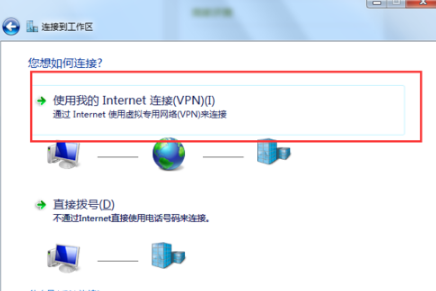 连接到工作区
您想如何连接?
使用我的 Internet 连接(VPN)(I)
通过 Internet 使用虚拟专用网络(VPN)来连接
直接拨号(D)
不通过Internet直接使用电话号码来连接。